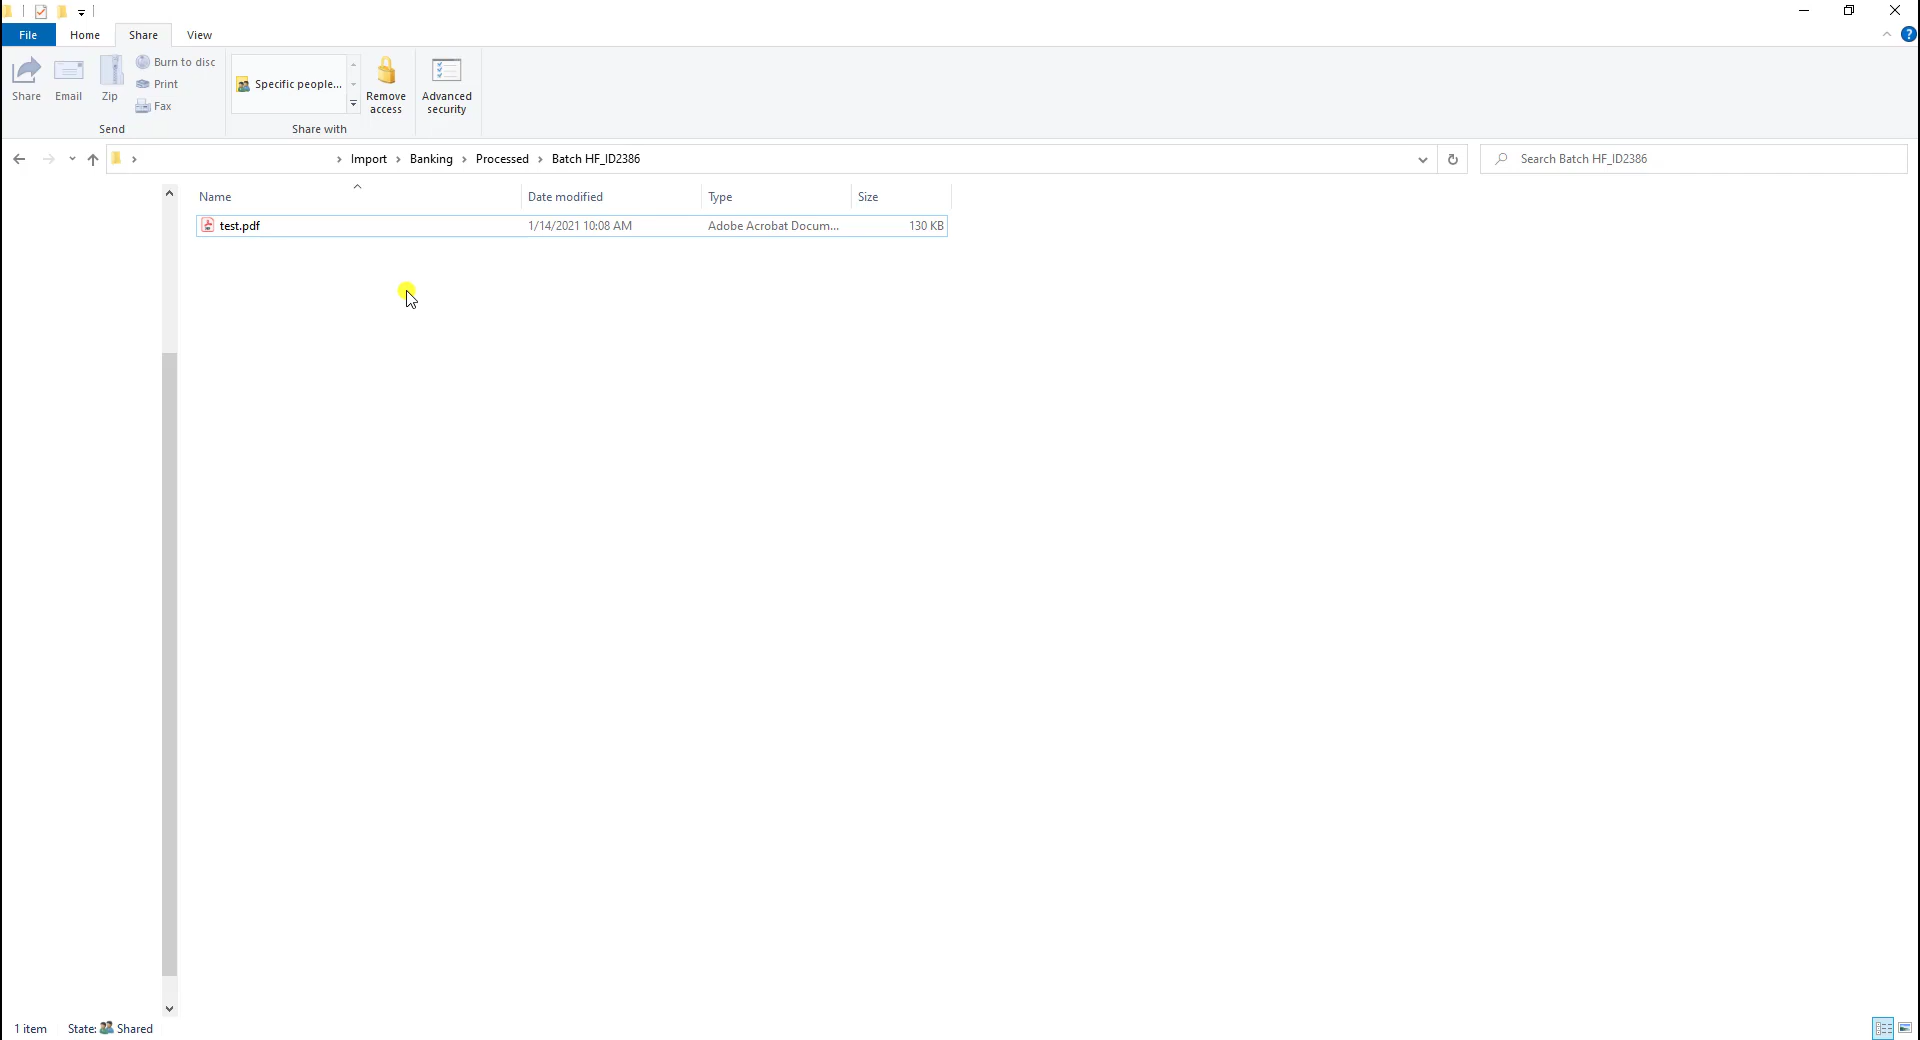 File Home Share View
Share Email Zip Burn to disc
Print
Fax
Send
Specific people...
Share with
Remove access
Advanced security
Import > Banking > Processed > Batch HF_ID2386
Search Batch HF_ID2386
Name Date modified Type Size
test.pdf 1/14/2021 10:08 AM Adobe Acrobat Docum... 130 KB
1 item State: Shared